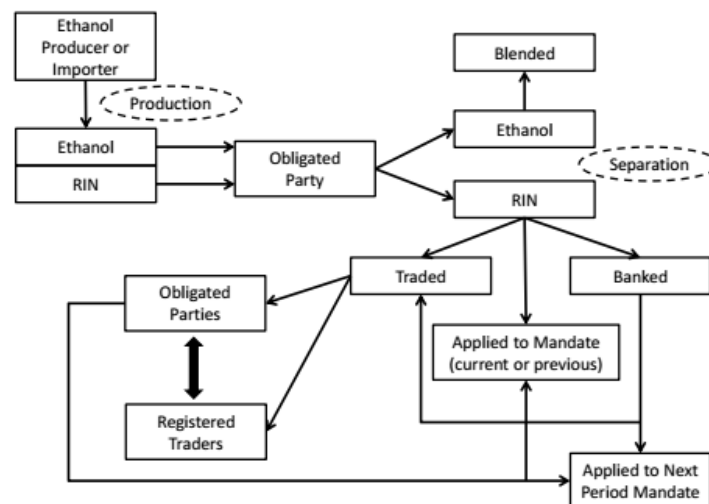 Ethanol
Producer or
Importer
Production
Blended
Ethanol
RIN
Obligated
Party
Ethanol
Separation
RIN
Traded
Banked
Obligated
Parties
Applied to Mandate
(current or previous)
Registered
Traders
Applied to Next
Period Mandate